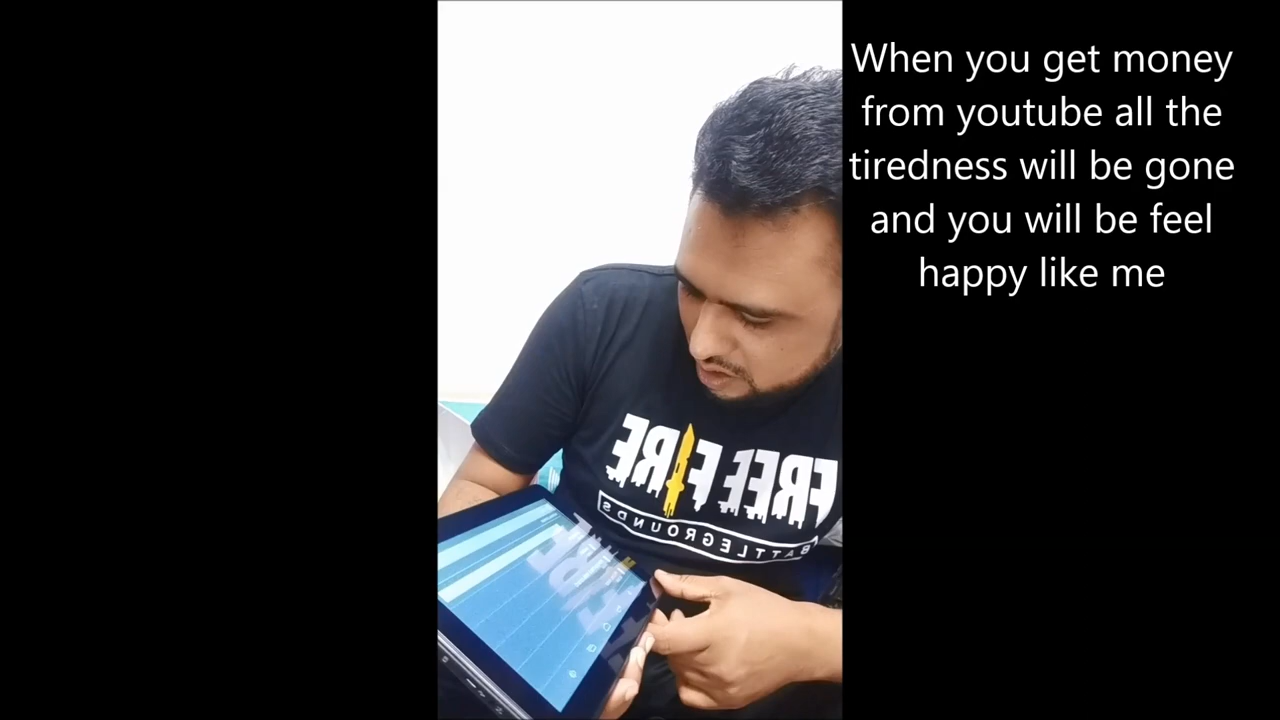 When you get money
from youtube all the
tiredness will be gone
and you will be feel
happy like me
FREE FIRE
BATTLEGROUNDS